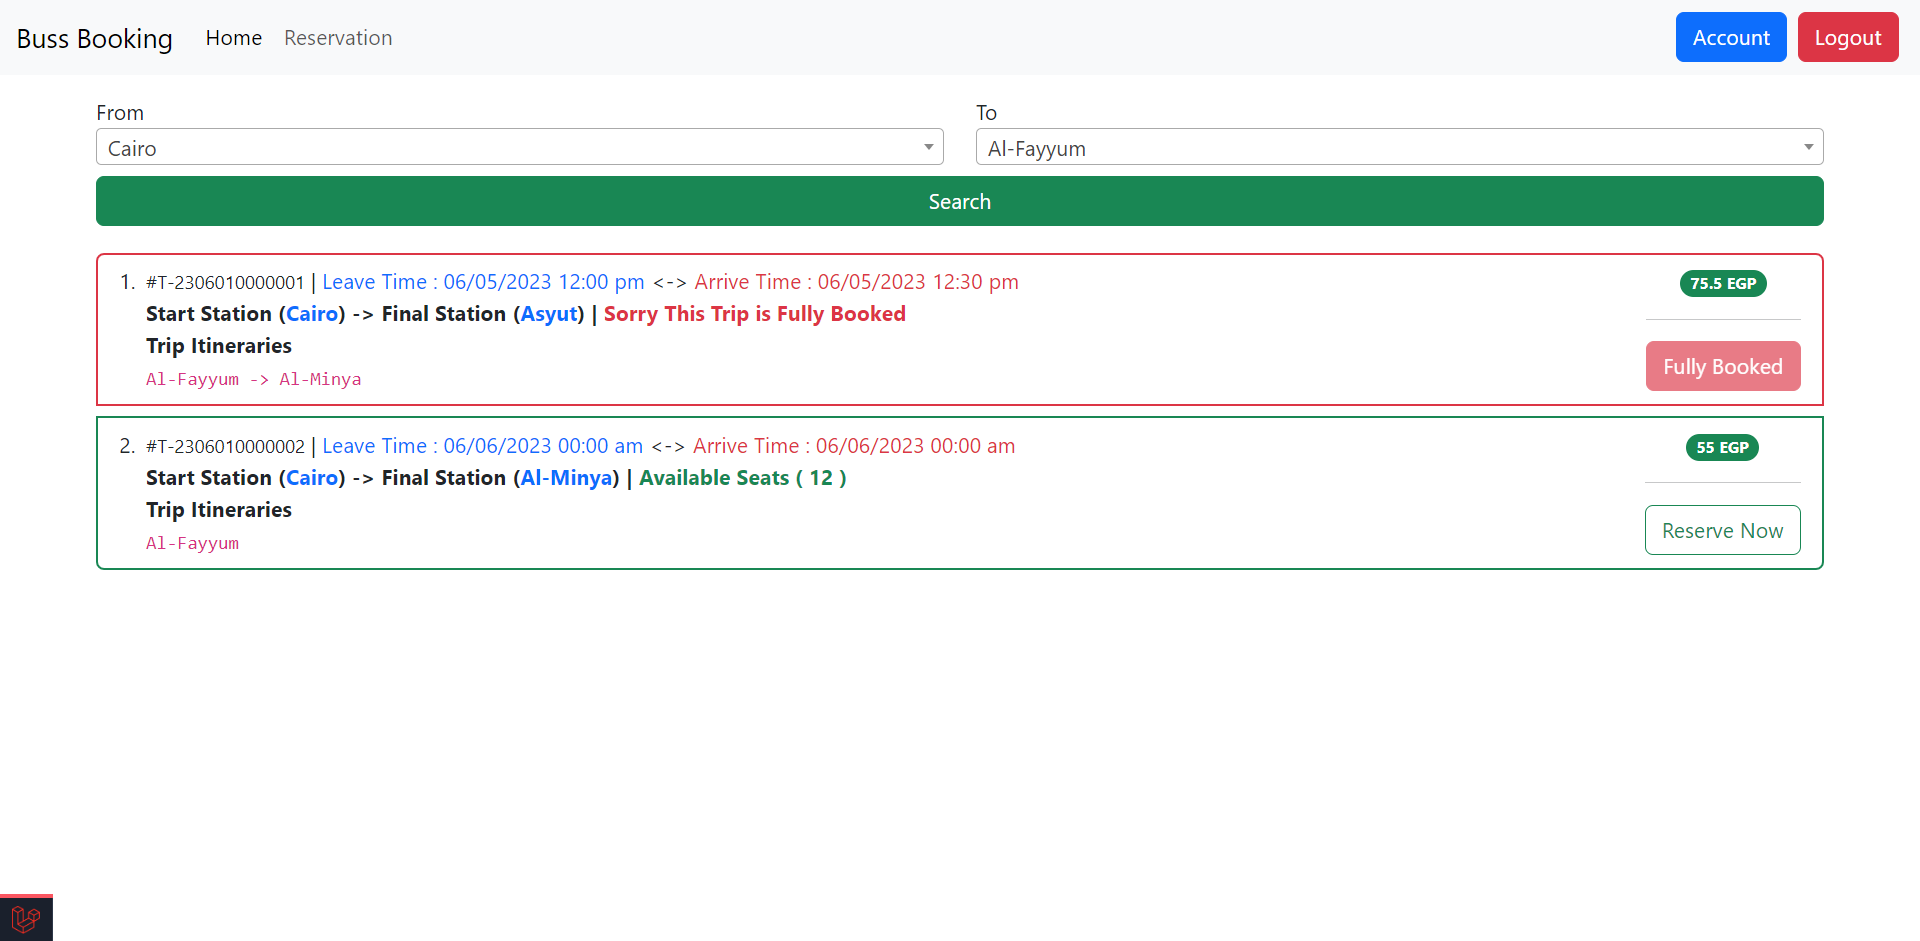 Buss Booking Home Reservation Account Logout
From
Cairo
To
Al-Fayyum
Search
1. #T-2306010000001 | Leave Time : 06/05/2023 12:00 pm <-> Arrive Time : 06/05/2023 12:30 pm
Start Station (Cairo) -> Final Station (Asyut) | Sorry This Trip is Fully Booked
Trip Itineraries
Al-Fayyum -> Al-Minya
75.5 EGP
Fully Booked
2. #T-2306010000002 | Leave Time : 06/06/2023 00:00 am <-> Arrive Time : 06/06/2023 00:00 am
Start Station (Cairo) -> Final Station (Al-Minya) | Available Seats ( 12 )
Trip Itineraries
Al-Fayyum
55 EGP
Reserve Now